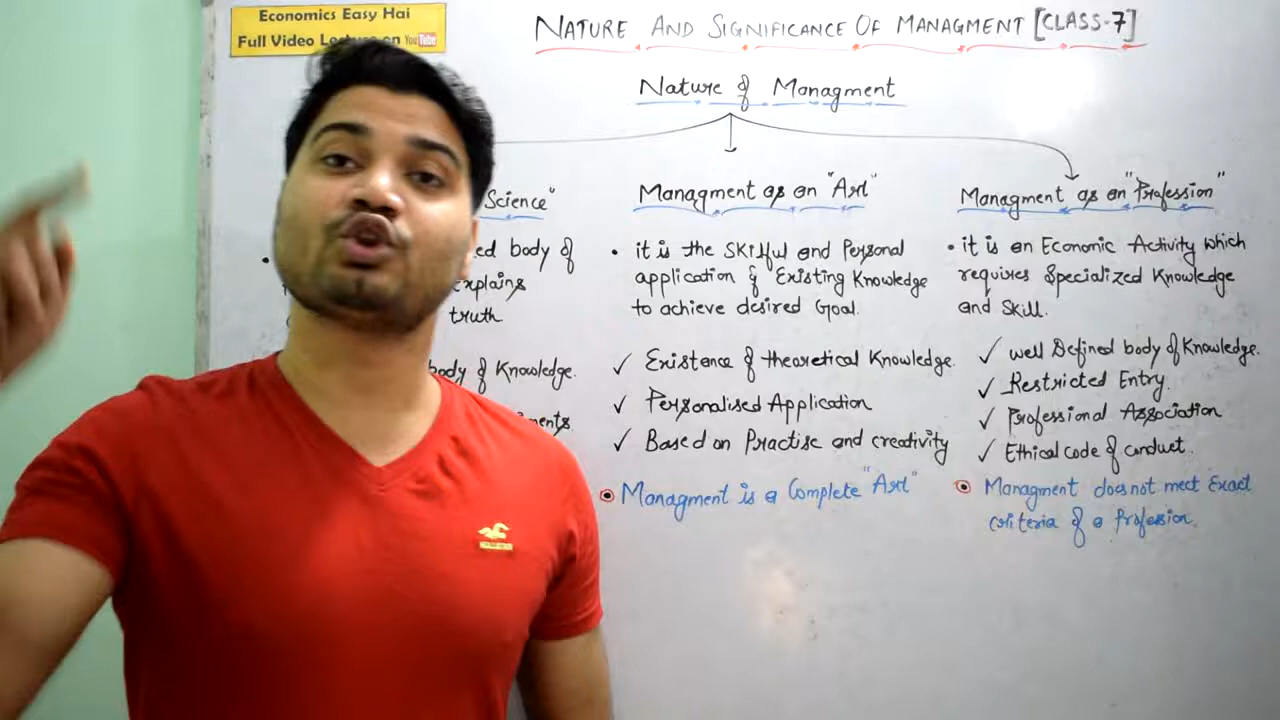 Economics Easy Hai
Full Video Lecture on YouTube
NATURE AND SIGNIFICANCE OF MANAGMENT [CLASS-7]
Nature of Managment
Science"
body of
explains
truth
body of Knowledge.
Managment as an "Art"
• it is the Skilful and Personal
application of Existing Knowledge
to achieve desired Goal.
✓ Existence of theoretical Knowledge.
✓ Personalised Application
✓ Based on Practise and creativity
Managment is a Complete "Art"
Managment as an "Profession"
• it is an Economic Activity which
requires Specialized Knowledge
and Skill.
✓ Well Defined body of Knowledge.
✓ Restricted Entry.
✓ Professional Association
✓ Ethical code of conduct.
Managment does not meet Exact
criteria of a Profession.